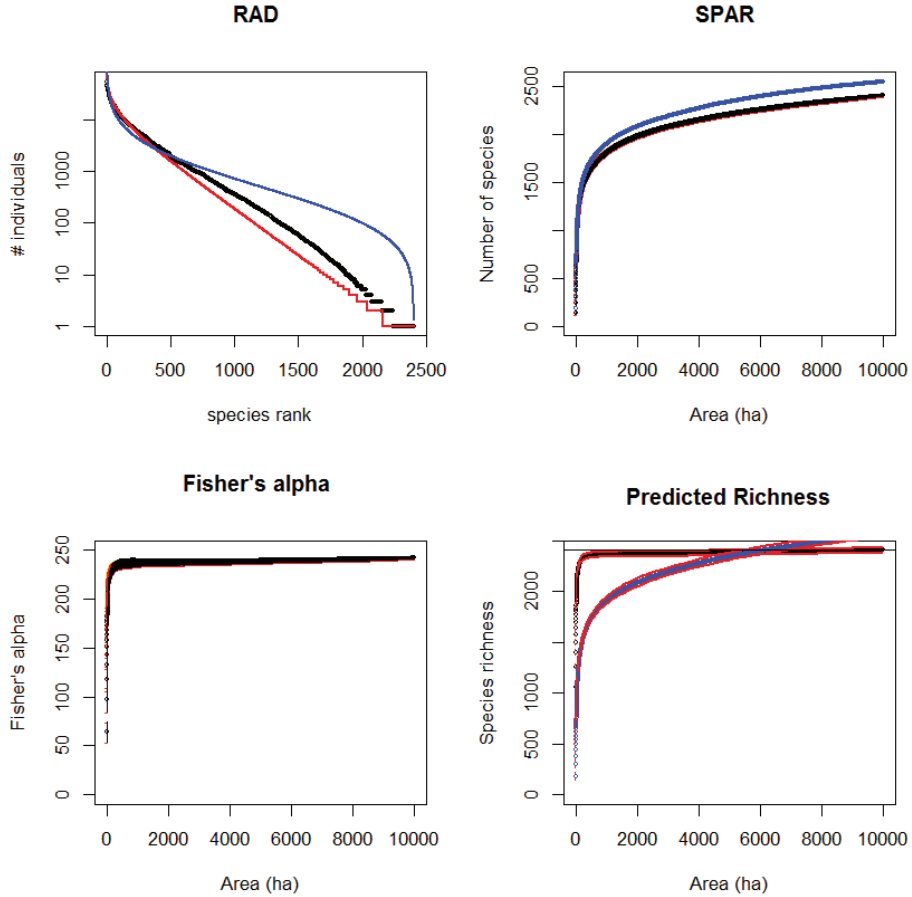 RAD
# individuals
1000
100
10
1
0 500 1000 1500 2000 2500
species rank
SPAR
Number of species
2500
1500
500
0
0 2000 4000 6000 8000 10000
Area (ha)
Fisher's alpha
Fisher's alpha
250
200
150
100
50
0
0 2000 4000 6000 8000 10000
Area (ha)
Predicted Richness
Species richness
2000
1000
500
0
0 2000 4000 6000 8000 10000
Area (ha)